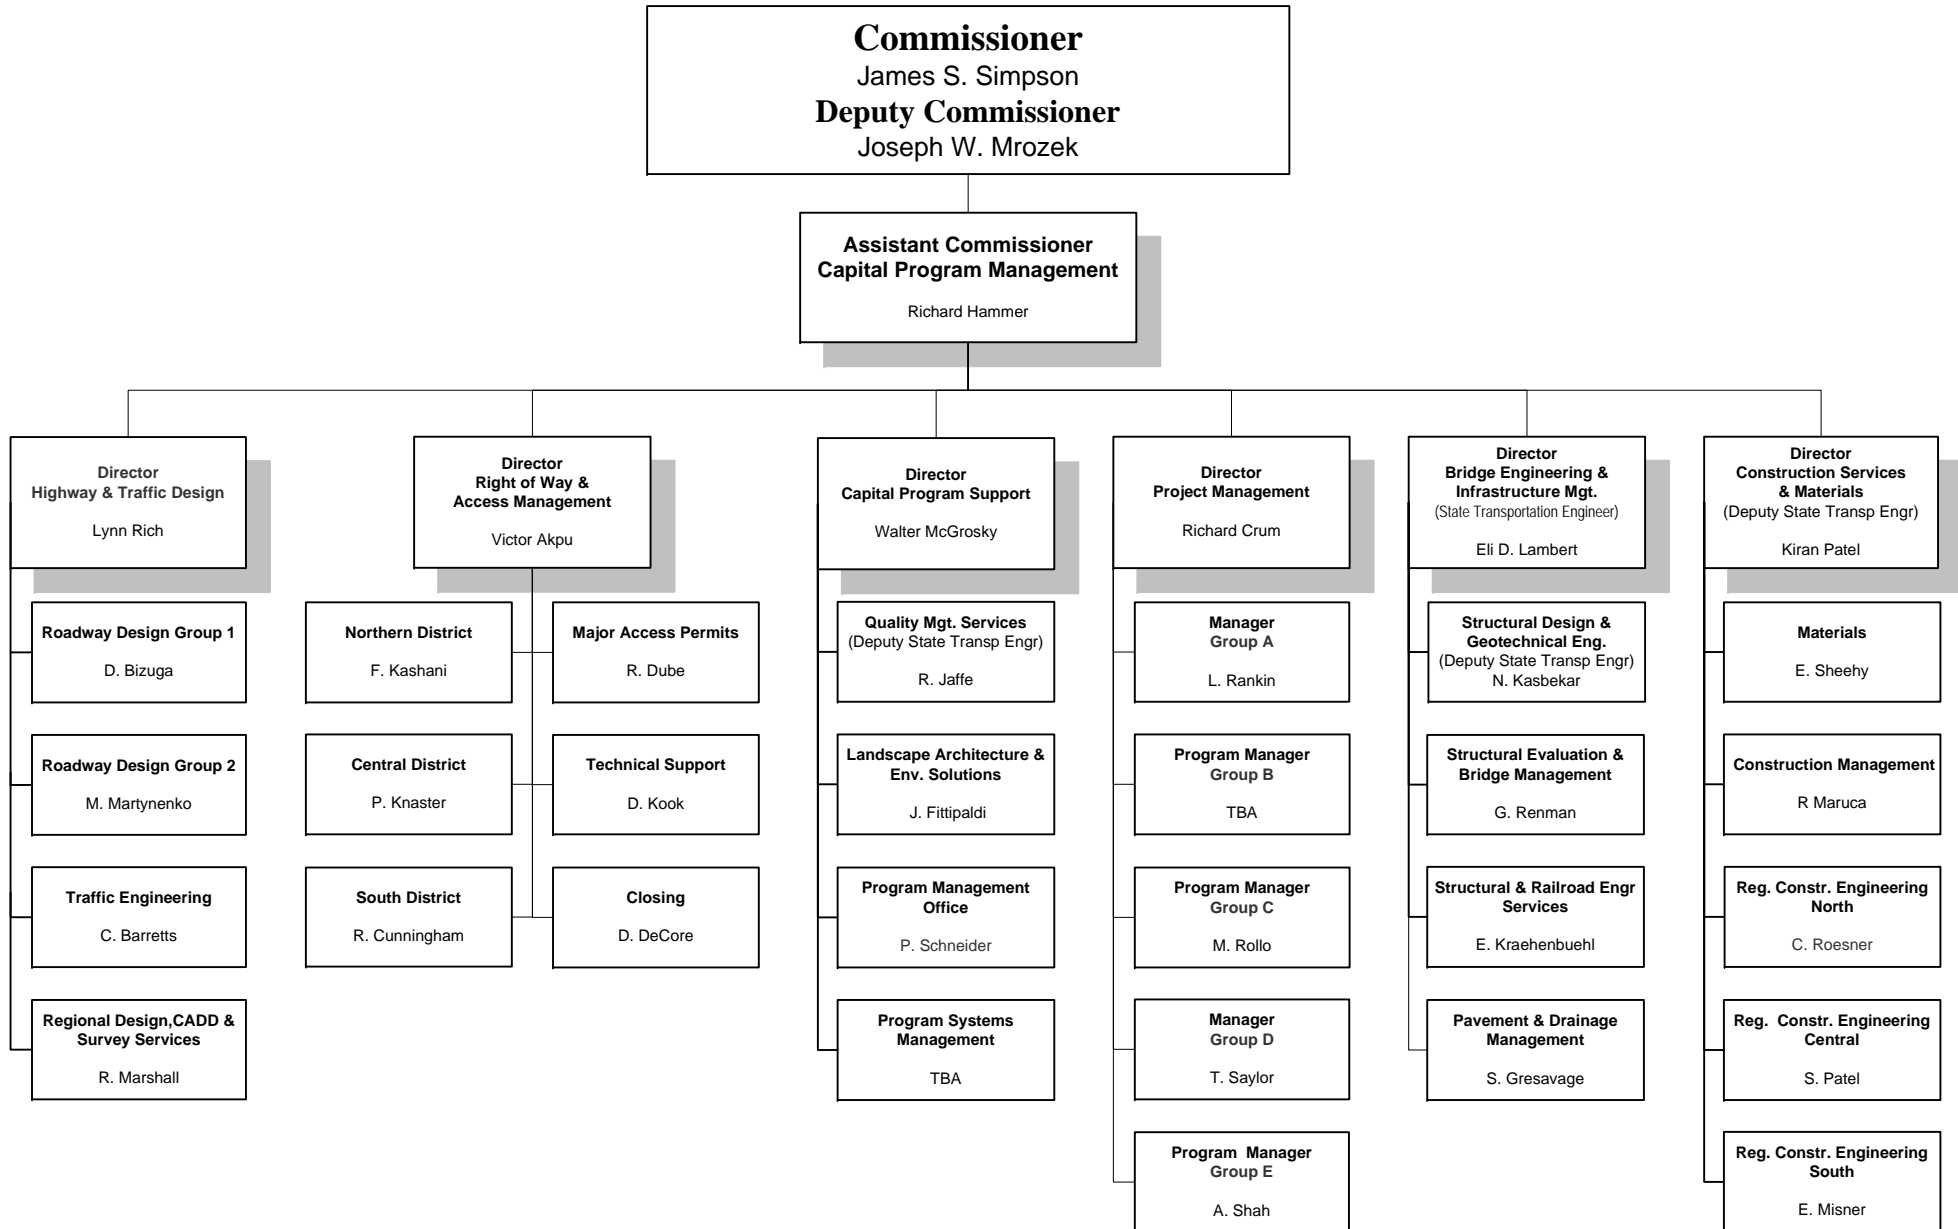 Commissioner
James S. Simpson
Deputy Commissioner
Joseph W. Mrozek
Assistant Commissioner
Capital Program Management
Richard Hammer
Director
Highway & Traffic Design
Lynn Rich
Roadway Design Group 1
D. Bizuga
Roadway Design Group 2
M. Martynenko
Traffic Engineering
C. Barretts
Regional Design,CADD &
Survey Services
R. Marshall
Director
Right of Way &
Access Management
Victor Akpu
Northern District
F. Kashani
Central District
P. Knaster
South District
R. Cunningham
Major Access Permits
R. Dube
Technical Support
D. Kook
Closing
D. DeCore
Director
Capital Program Support
Walter McGrosky
Quality Mgt. Services
(Deputy State Transp Engr)
R. Jaffe
Landscape Architecture &
Env. Solutions
J. Fittipaldi
Program Management
Office
P. Schneider
Program Systems
Management
TBA
Director
Project Management
Richard Crum
Manager
Group A
L. Rankin
Program Manager
Group B
TBA
Program Manager
Group C
M. Rollo
Manager
Group D
T. Saylor
Program  Manager
Group E
A. Shah
Director
Bridge Engineering &
Infrastructure Mgt.
(State Transportation Engineer)
Eli D. Lambert
Structural Design &
Geotechnical Eng.
(Deputy State Transp Engr)
N. Kasbekar
Structural Evaluation &
Bridge Management
G. Renman
Structural & Railroad Engr
Services
E. Kraehenbuehl
Pavement & Drainage
Management
S. Gresavage
Director
Construction Services
& Materials
(Deputy State Transp Engr)
Kiran Patel
Materials
E. Sheehy
Construction Management
R Maruca
Reg. Constr. Engineering
North
C. Roesner
Reg.  Constr. Engineering
Central
S. Patel
Reg. Constr. Engineering
South
E. Misner